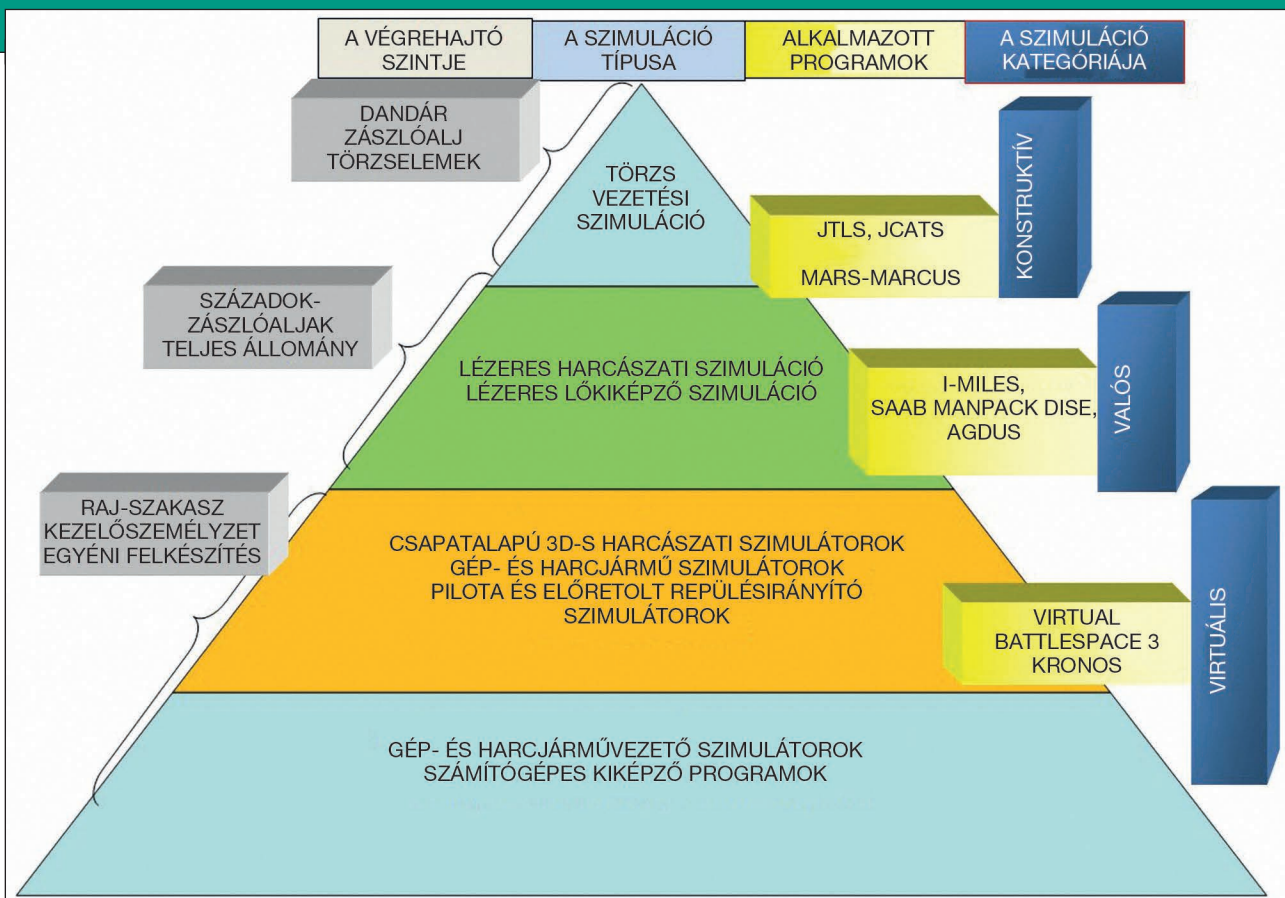 A VÉGREHAJTÓ
SZINTJE
A SZIMULÁCIÓ
TÍPUSA
ALKALMAZOTT
PROGRAMOK
A SZIMULÁCIÓ
KATEGÓRIÁJA
DANDÁR
ZÁSZLÓALJ
TÖRZSELEMEK
TÖRZS
VEZETÉSI
SZIMULÁCIÓ
JTLS, JCATS
MARS-MARCUS
KONSTRUKTÍV
SZÁZADOK-
ZÁSZLÓALJAK
TELJES ÁLLOMÁNY
LÉZERES HARCÁSZATI SZIMULÁCIÓ
LÉZERES LŐKIKÉPZŐ SZIMULÁCIÓ
I-MILES,
SAAB MANPACK DISE,
AGDUS
VALÓS
RAJ-SZAKASZ
KEZELŐSZEMÉLYZET
EGYÉNI FELKÉSZÍTÉS
CSAPATALAPÚ 3D-S HARCÁSZATI SZIMULÁTOROK
GÉP- ÉS HARCJÁRMŰ SZIMULÁTOROK
PILOTA ÉS ELŐRETOLT REPÜLÉSIRÁNYÍTÓ
SZIMULÁTOROK
VIRTUAL
BATTLESPACE 3
KRONOS
VIRTUÁLIS
GÉP- ÉS HARCJÁRMŰVEZETŐ SZIMULÁTOROK
SZÁMÍTÓGÉPES KIKÉPZŐ PROGRAMOK